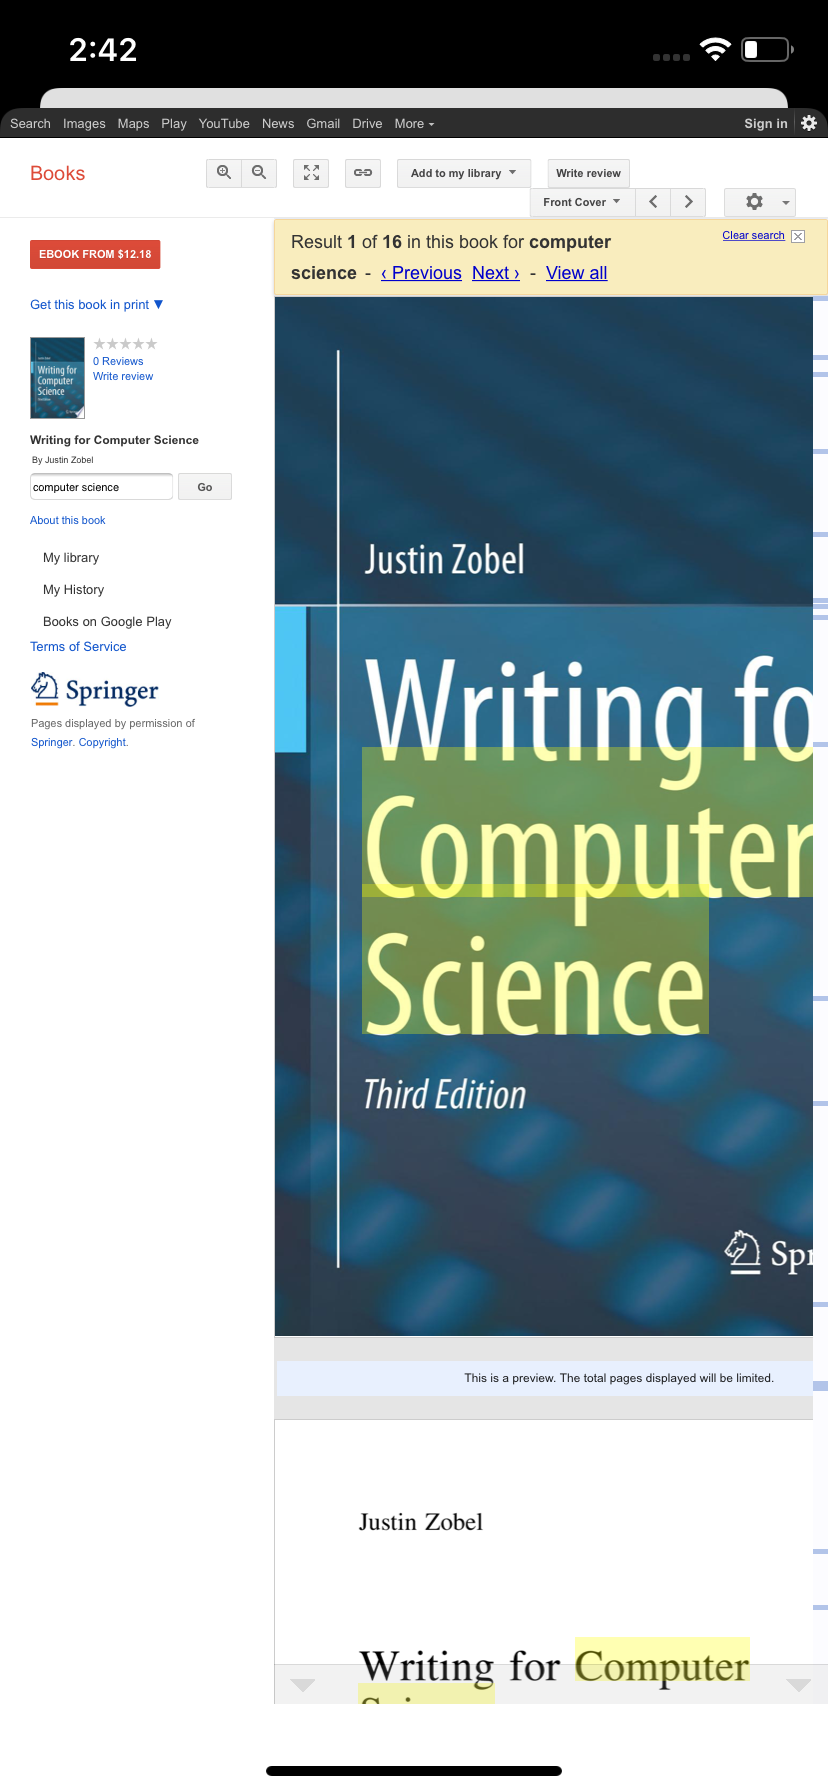 2:42
Search Images Maps Play YouTube News Gmail Drive More
Sign in
Books
Add to my library
Write review
Front Cover
EBOOK FROM $12.18
Get this book in print ▼
0 Reviews
Write review
Writing for
Computer
Science
Writing for Computer Science
By Justin Zobel
computer science
Go
About this book
My library
My History
Books on Google Play
Terms of Service
Springer
Pages displayed by permission of
Springer. Copyright.
Result 1 of 16 in this book for computer
science - ‹ Previous Next › - View all
Clear search
Justin Zobel
Writing fo
Computer
Science
Third Edition
Spr
This is a preview. The total pages displayed will be limited.
Justin Zobel
Writing for Computer